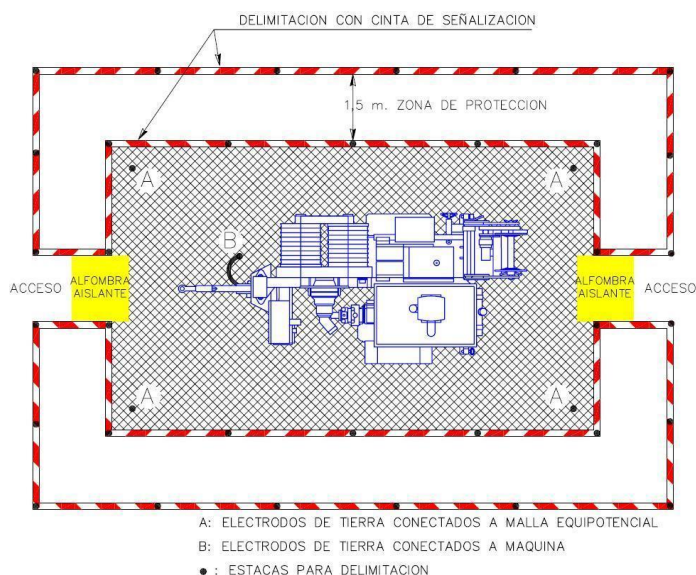 DELIMITACION CON CINTA DE SEÑALIZACION
1,5 m. ZONA DE PROTECCION
A
A
B
ACCESO
ALFOMBRA
AISLANTE
ALFOMBRA
AISLANTE
ACCESO
A
A
A: ELECTRODOS DE TIERRA CONECTADOS A MALLA EQUIPOTENCIAL
B: ELECTRODOS DE TIERRA CONECTADOS A MAQUINA
● : ESTACAS PARA DELIMITACION